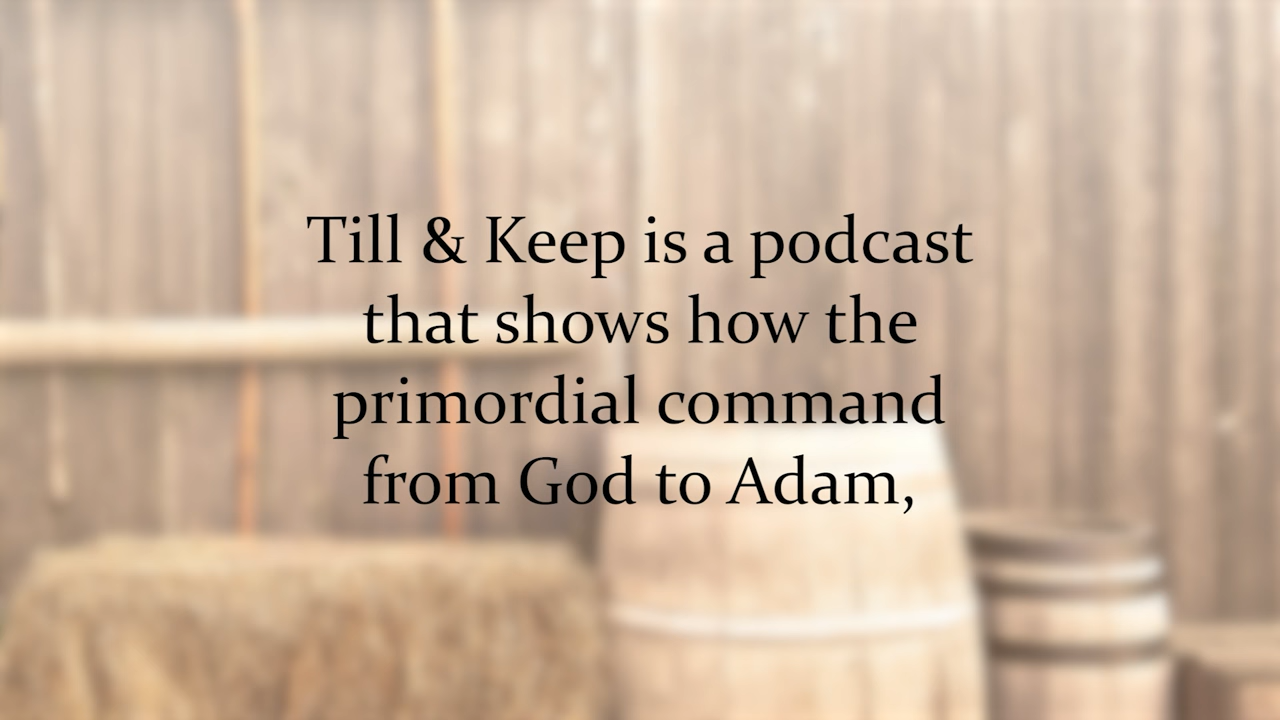 Till & Keep is a podcast
that shows how the
primordial command
from God to Adam,